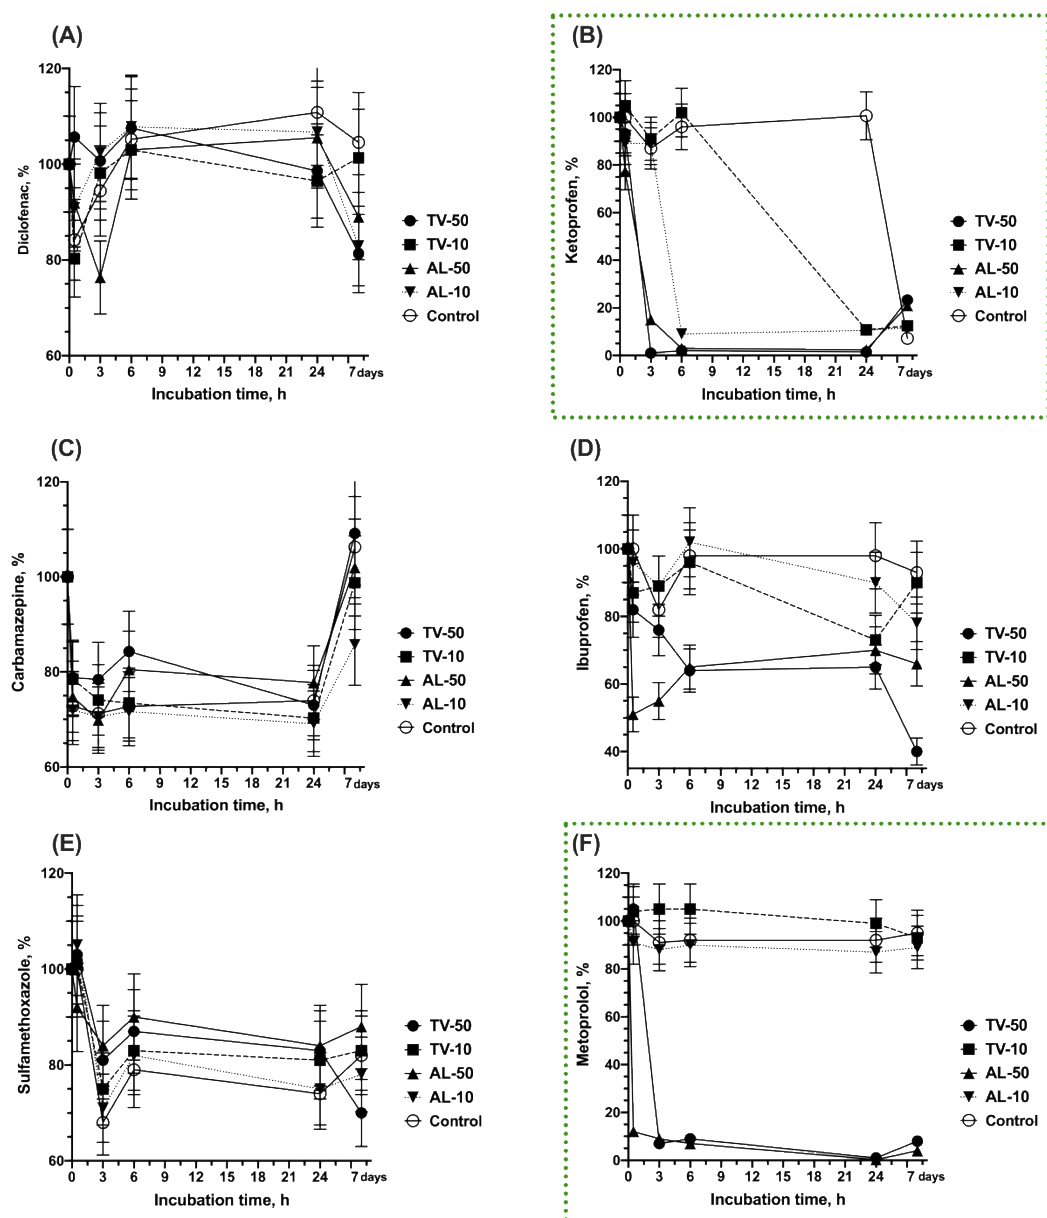 (A)
120
100
80
60
Diclofenac, %
0 3 6 9 12 15 18 21 24 7 days
Incubation time, h
TV-50
TV-10
AL-50
AL-10
Control
(B)
120
100
80
60
40
20
0
Ketoprofen, %
0 3 6 9 12 15 18 21 24 7 days
Incubation time, h
TV-50
TV-10
AL-50
AL-10
Control
(C)
120
100
80
60
Carbamazepine, %
0 3 6 9 12 15 18 21 24 7 days
Incubation time, h
TV-50
TV-10
AL-50
AL-10
Control
(D)
120
100
80
60
40
Ibuprofen, %
0 3 6 9 12 15 18 21 24 7 days
Incubation time, h
TV-50
TV-10
AL-50
AL-10
Control
(E)
120
100
80
60
Sulfamethoxazole, %
0 3 6 9 12 15 18 21 24 7 days
Incubation time, h
TV-50
TV-10
AL-50
AL-10
Control
(F)
120
100
80
60
40
20
0
Metoprolol, %
0 3 6 9 12 15 18 21 24 7 days
Incubation time, h
TV-50
TV-10
AL-50
AL-10
Control